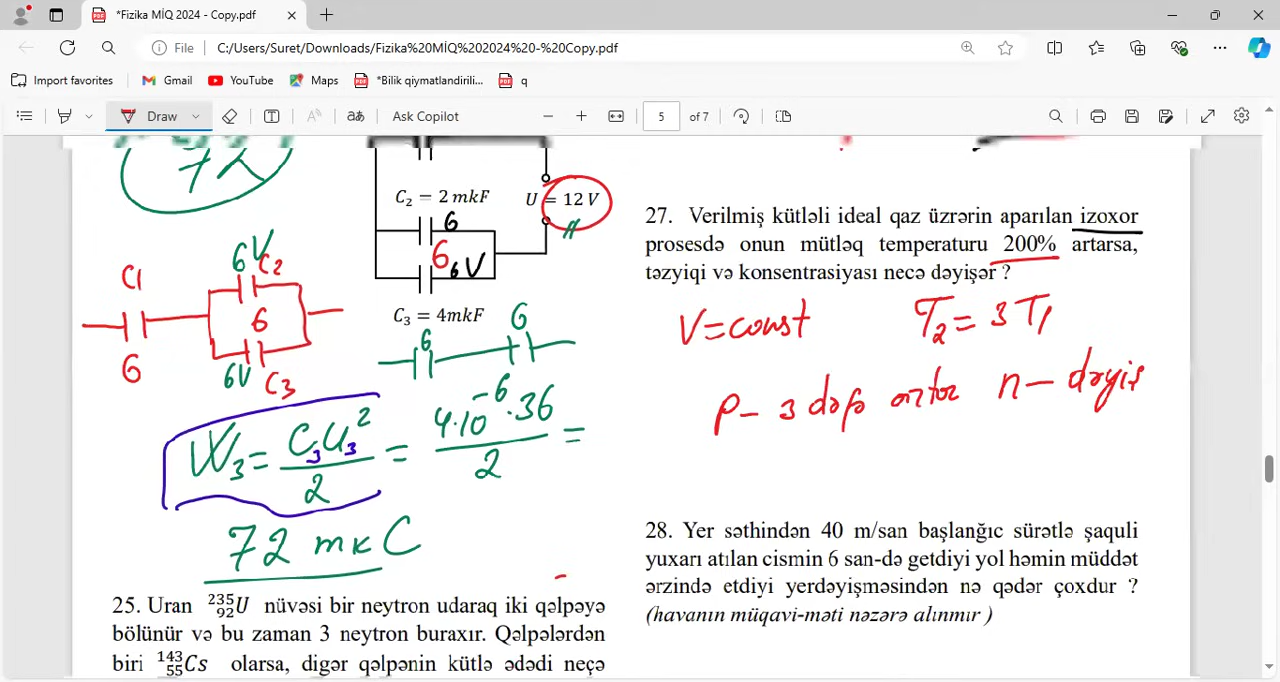 *Fizika MİQ 2024 - Copy.pdf
File C:/Users/Suret/Downloads/Fizika%20MİQ%202024%20-%20Copy.pdf
Import favorites Gmail YouTube Maps *Bilik qiymatlandirili... q
Draw Ask Copilot 5 of 7
72
C₂ = 2 mkF
U = 12 V
6
6
6V
C₃ = 4mkF
C1
6
6V C2
6
6V C3
6 6
W₃ = C₃U₃²/2 = 4·10⁻⁶·36/2 =
72 mкC
25. Uran ²³⁵₉₂U nüvəsi bir neytron udaraq iki qəlpəyə
bölünür və bu zaman 3 neytron buraxır. Qəlpələrdən
biri ¹⁴³₅₅Cs olarsa, digər qəlpənin kütlə ədədi neçə
27. Verilmiş kütləli ideal qaz üzrərin aparılan izoxor
prosesdə onun mütləq temperaturu 200% artarsa,
təzyiqi və konsentrasiyası necə dəyişər ?
V=const T₂= 3T₁
p- 3 dəfə artar n- dəyiş
28. Yer səthindən 40 m/san başlanğıc sürətlə şaquli
yuxarı atılan cismin 6 san-də getdiyi yol həmin müddət
ərzində etdiyi yerdəyişməsindən nə qədər çoxdur ?
(havanın müqavi-məti nəzərə alınmır )